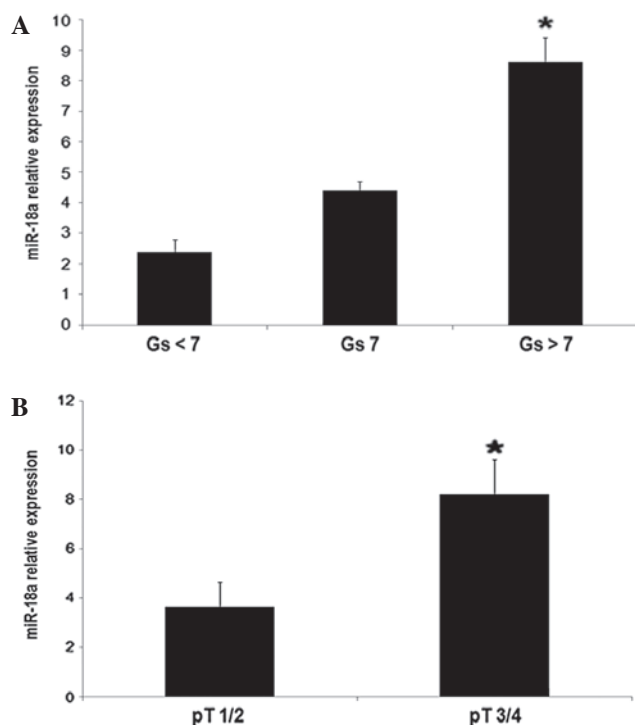 A
miR-18a relative expression
10
9
8
7
6
5
4
3
2
1
0
*
Gs < 7
Gs 7
Gs > 7
B
miR-18a relative expression
12
10
8
6
4
2
0
*
pT 1/2
pT 3/4